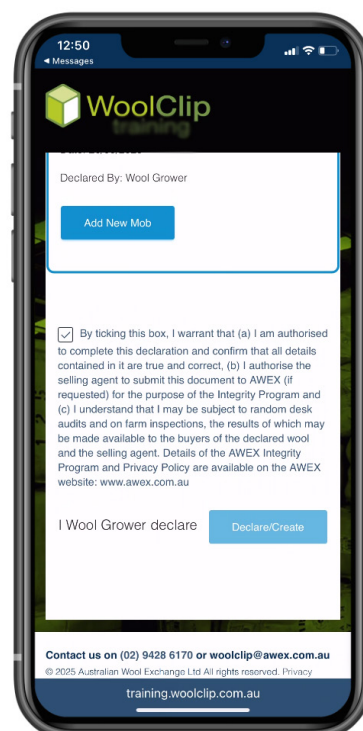 12:50
◀ Messages
WoolClip
training
Declared By: Wool Grower
Add New Mob
By ticking this box, I warrant that (a) I am authorised
to complete this declaration and confirm that all details
contained in it are true and correct, (b) I authorise the
selling agent to submit this document to AWEX (if
requested) for the purpose of the Integrity Program and
(c) I understand that I may be subject to random desk
audits and on farm inspections, the results of which may
be made available to the buyers of the declared wool
and the selling agent. Details of the AWEX Integrity
Program and Privacy Policy are available on the AWEX
website: www.awex.com.au
I Wool Grower declare
Declare/Create
Contact us on (02) 9428 6170 or woolclip@awex.com.au
© 2025 Australian Wool Exchange Ltd All rights reserved. Privacy
training.woolclip.com.au